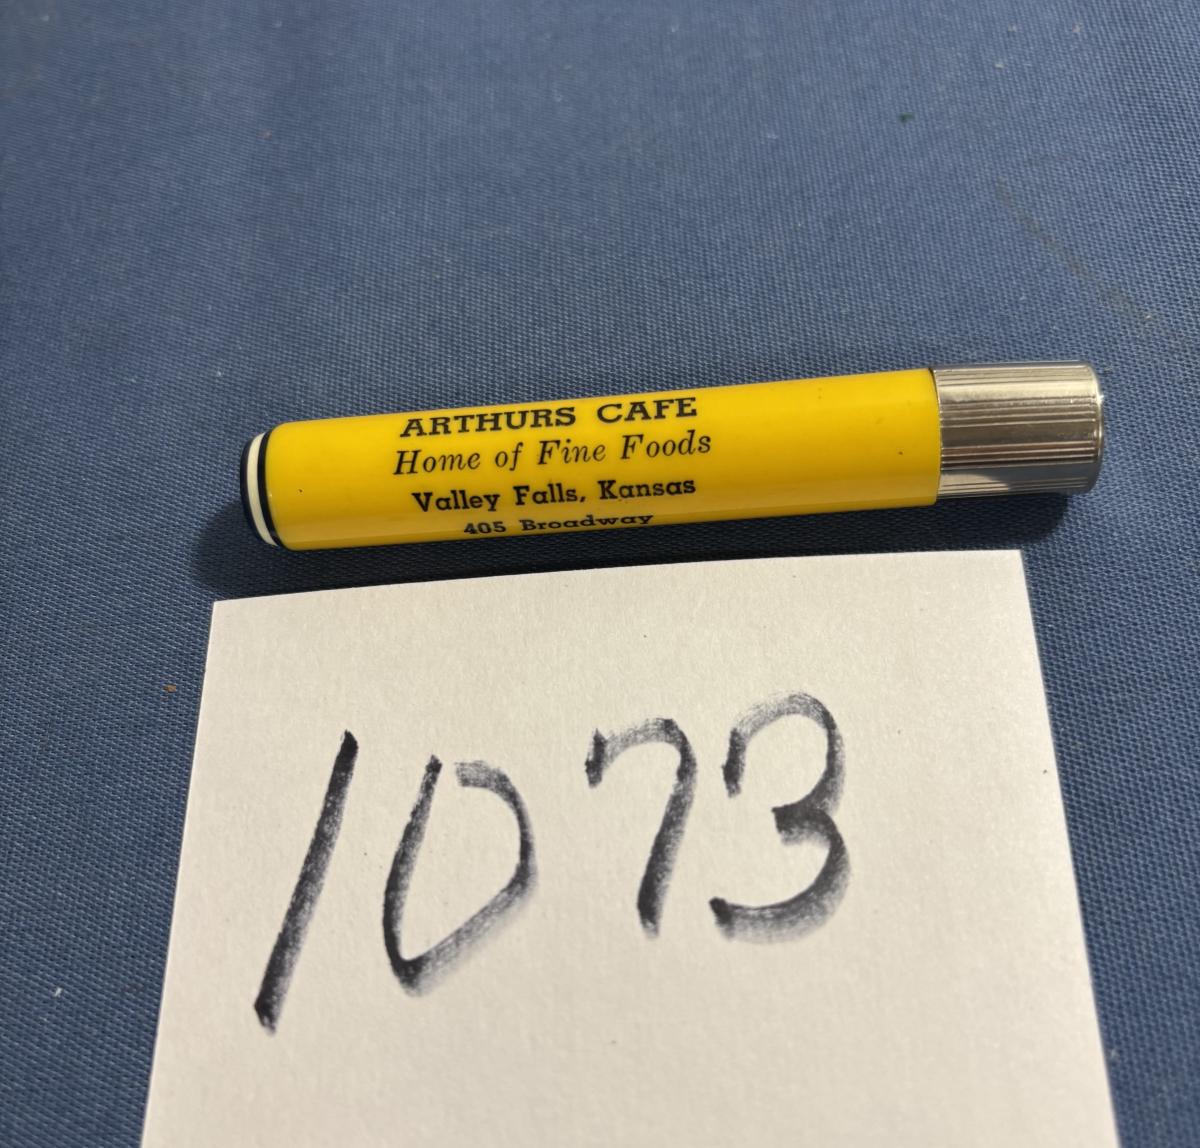 ARTHURS CAFE
Home of Fine Foods
Valley Falls, Kansas
405 Broadway
1073